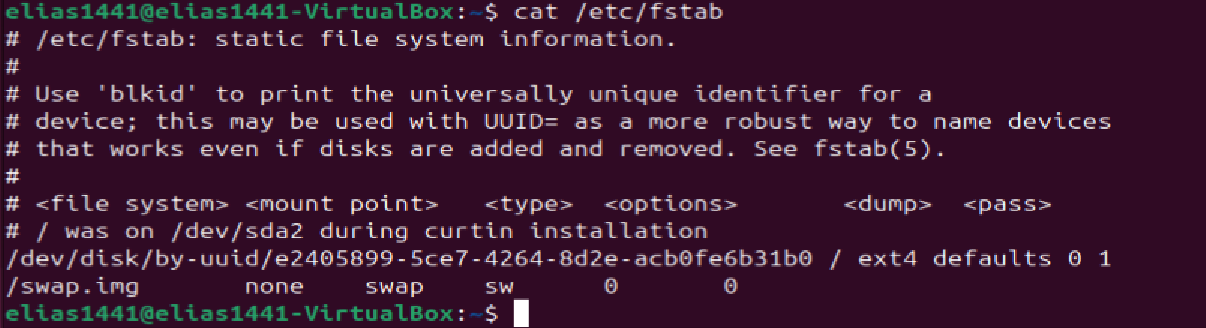 elias1441@elias1441-VirtualBox:~$ cat /etc/fstab
# /etc/fstab: static file system information.
#
# Use 'blkid' to print the universally unique identifier for a
# device; this may be used with UUID= as a more robust way to name devices
# that works even if disks are added and removed. See fstab(5).
#
# <file system> <mount point>   <type>  <options>       <dump>  <pass>
# / was on /dev/sda2 during curtin installation
/dev/disk/by-uuid/e2405899-5ce7-4264-8d2e-acb0fe6b31b0 / ext4 defaults 0 1
/swap.img       none    swap    sw      0       0
elias1441@elias1441-VirtualBox:~$